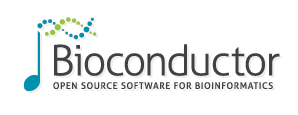 Bioconductor
OPEN SOURCE SOFTWARE FOR BIOINFORMATICS